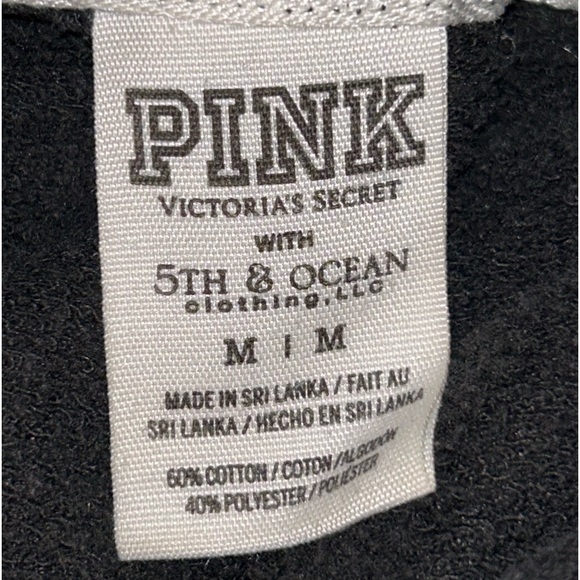 PINK
VICTORIA'S SECRET
WITH
5TH & OCEAN
clothing, LLC
M | M
MADE IN SRI LANKA / FAIT AU
SRI LANKA / HECHO EN SRI LANKA
60% COTTON / COTON / ALGODÓN
40% POLYESTER / POLIESTER